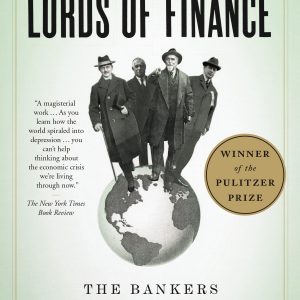 LORDS OF FINANCE
"A magisterial
work . . . As you
learn how the
world spiraled into
depression . . . you
can't help
thinking about
the economic crisis
we're living
through now."
The New York Times
Book Review
WINNER
of the
PULITZER
PRIZE
THE BANKERS